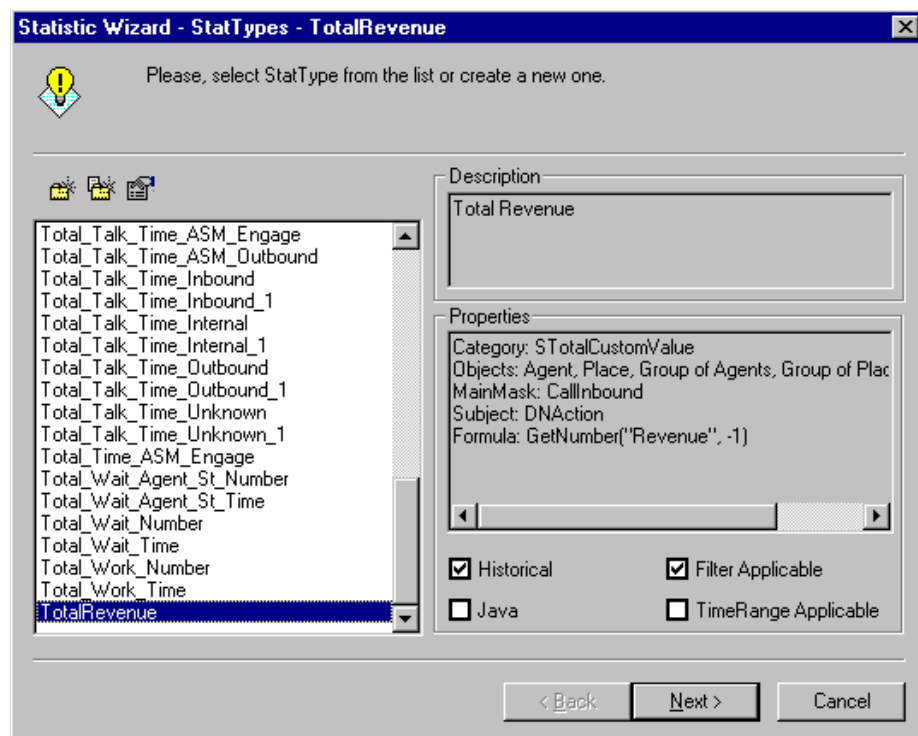 Statistic Wizard - StatTypes - TotalRevenue
Please, select StatType from the list or create a new one.
Total_Talk_Time_ASM_Engage
Total_Talk_Time_ASM_Outbound
Total_Talk_Time_Inbound
Total_Talk_Time_Inbound_1
Total_Talk_Time_Internal
Total_Talk_Time_Internal_1
Total_Talk_Time_Outbound
Total_Talk_Time_Outbound_1
Total_Talk_Time_Unknown
Total_Talk_Time_Unknown_1
Total_Time_ASM_Engage
Total_Wait_Agent_St_Number
Total_Wait_Agent_St_Time
Total_Wait_Number
Total_Wait_Time
Total_Work_Number
Total_Work_Time
TotalRevenue
Description
Total Revenue
Properties
Category: STotalCustomValue
Objects: Agent, Place, Group of Agents, Group of Plac
MainMask: CallInbound
Subject: DNAction
Formula: GetNumber("Revenue", -1)
Historical
Filter Applicable
Java
TimeRange Applicable
< Back
Next >
Cancel